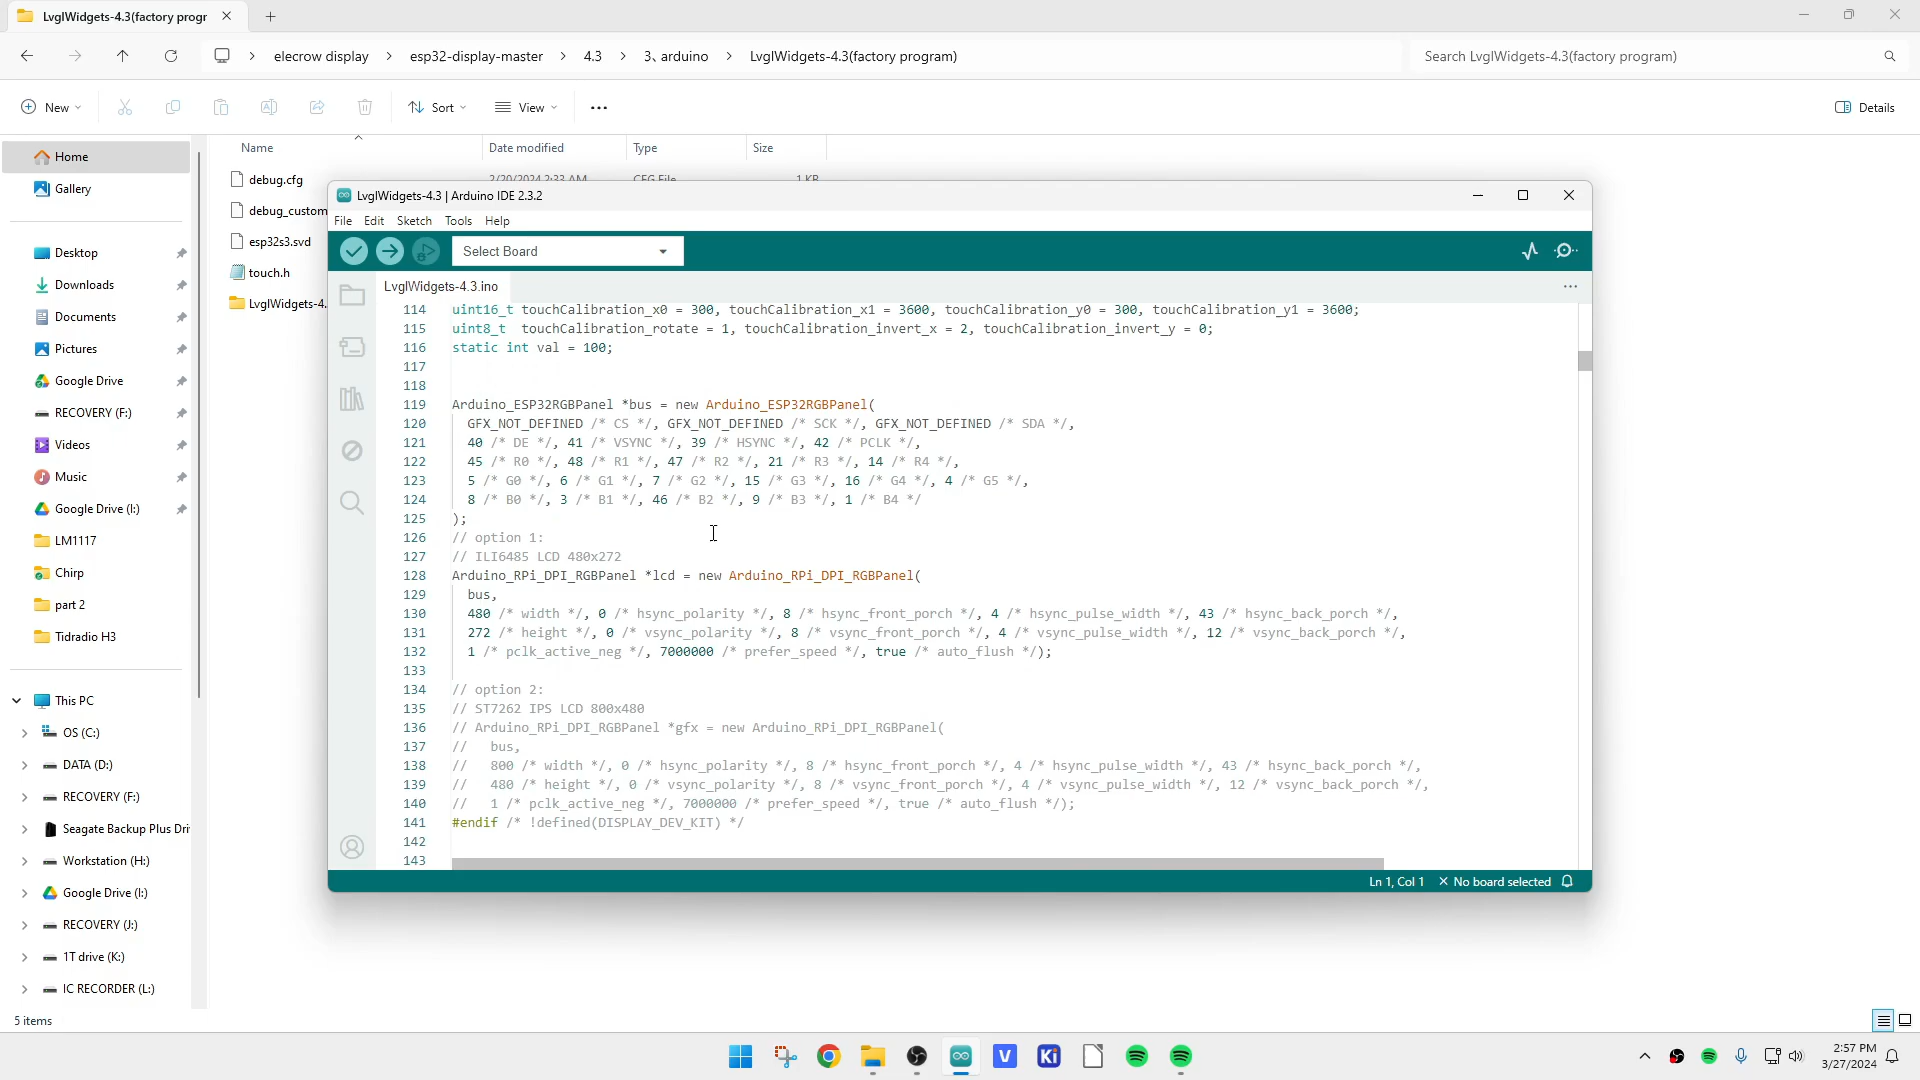 LvglWidgets-4.3(factory progr
elecrow display > esp32-display-master > 4.3 > 3、arduino > LvglWidgets-4.3(factory program)
Search LvglWidgets-4.3(factory program)
New
Sort
View
Details
Name
Date modified
Type
Size
Home
Gallery
Desktop
Downloads
Documents
Pictures
Google Drive
RECOVERY (F:)
Videos
Music
Google Drive (I:)
LM1117
Chirp
part 2
Tidradio H3
This PC
OS (C:)
DATA (D:)
RECOVERY (F:)
Seagate Backup Plus Dri
Workstation (H:)
Google Drive (I:)
RECOVERY (J:)
1T drive (K:)
IC RECORDER (L:)
5 items
debug.cfg
2/20/2024 2:33 AM
CFG File
1 KB
debug_custom
esp32s3.svd
touch.h
LvglWidgets-4.
LvglWidgets-4.3 | Arduino IDE 2.3.2
File Edit Sketch Tools Help
Select Board
LvglWidgets-4.3.ino
114 uint16_t touchCalibration_x0 = 300, touchCalibration_x1 = 3600, touchCalibration_y0 = 300, touchCalibration_y1 = 3600;
115 uint8_t  touchCalibration_rotate = 1, touchCalibration_invert_x = 2, touchCalibration_invert_y = 0;
116 static int val = 100;
117
118
119 Arduino_ESP32RGBPanel *bus = new Arduino_ESP32RGBPanel(
120   GFX_NOT_DEFINED /* CS */, GFX_NOT_DEFINED /* SCK */, GFX_NOT_DEFINED /* SDA */,
121   40 /* DE */, 41 /* VSYNC */, 39 /* HSYNC */, 42 /* PCLK */,
122   45 /* R0 */, 48 /* R1 */, 47 /* R2 */, 21 /* R3 */, 14 /* R4 */,
123   5 /* G0 */, 6 /* G1 */, 7 /* G2 */, 15 /* G3 */, 16 /* G4 */, 4 /* G5 */,
124   8 /* B0 */, 3 /* B1 */, 46 /* B2 */, 9 /* B3 */, 1 /* B4 */
125 );
126 // option 1:
127 // ILI6485 LCD 480x272
128 Arduino_RPi_DPI_RGBPanel *lcd = new Arduino_RPi_DPI_RGBPanel(
129   bus,
130   480 /* width */, 0 /* hsync_polarity */, 8 /* hsync_front_porch */, 4 /* hsync_pulse_width */, 43 /* hsync_back_porch */,
131   272 /* height */, 0 /* vsync_polarity */, 8 /* vsync_front_porch */, 4 /* vsync_pulse_width */, 12 /* vsync_back_porch */,
132   1 /* pclk_active_neg */, 7000000 /* prefer_speed */, true /* auto_flush */);
133
134 // option 2:
135 // ST7262 IPS LCD 800x480
136 // Arduino_RPi_DPI_RGBPanel *gfx = new Arduino_RPi_DPI_RGBPanel(
137 //   bus,
138 //   800 /* width */, 0 /* hsync_polarity */, 8 /* hsync_front_porch */, 4 /* hsync_pulse_width */, 43 /* hsync_back_porch */,
139 //   480 /* height */, 0 /* vsync_polarity */, 8 /* vsync_front_porch */, 4 /* vsync_pulse_width */, 12 /* vsync_back_porch */,
140 //   1 /* pclk_active_neg */, 7000000 /* prefer_speed */, true /* auto_flush */);
141 #endif /* !defined(DISPLAY_DEV_KIT) */
142
143
Ln 1, Col 1 × No board selected
V
Ki
2:57 PM
3/27/2024